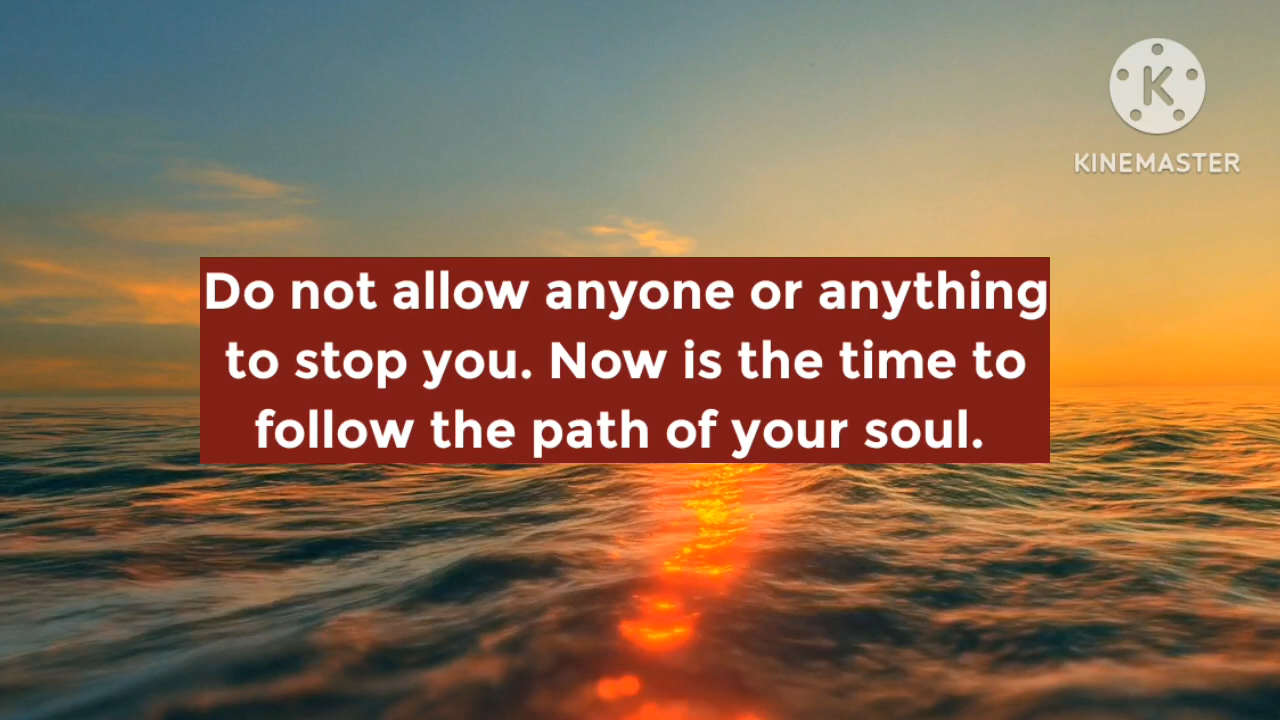 K
KINEMASTER
Do not allow anyone or anything
to stop you. Now is the time to
follow the path of your soul.